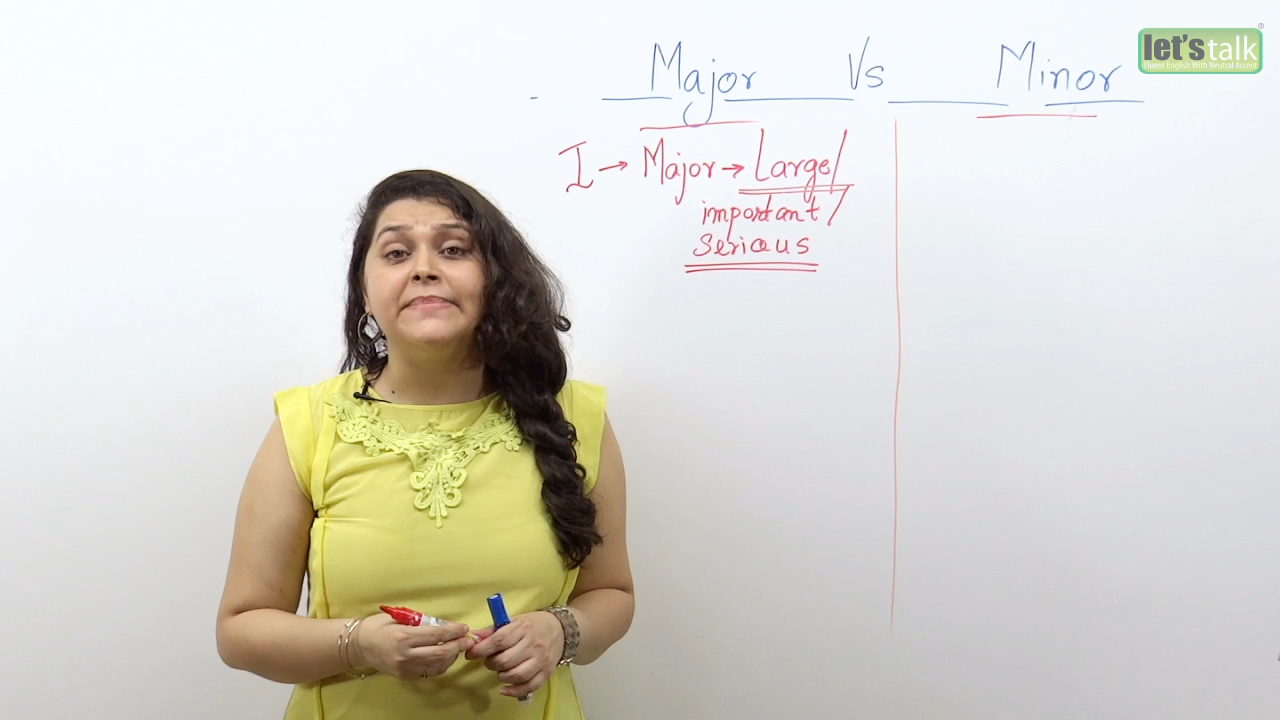 let's talk®
Fluent English With Neutral Accent
Major Vs Minor
I → Major → Large/
important/
Serious